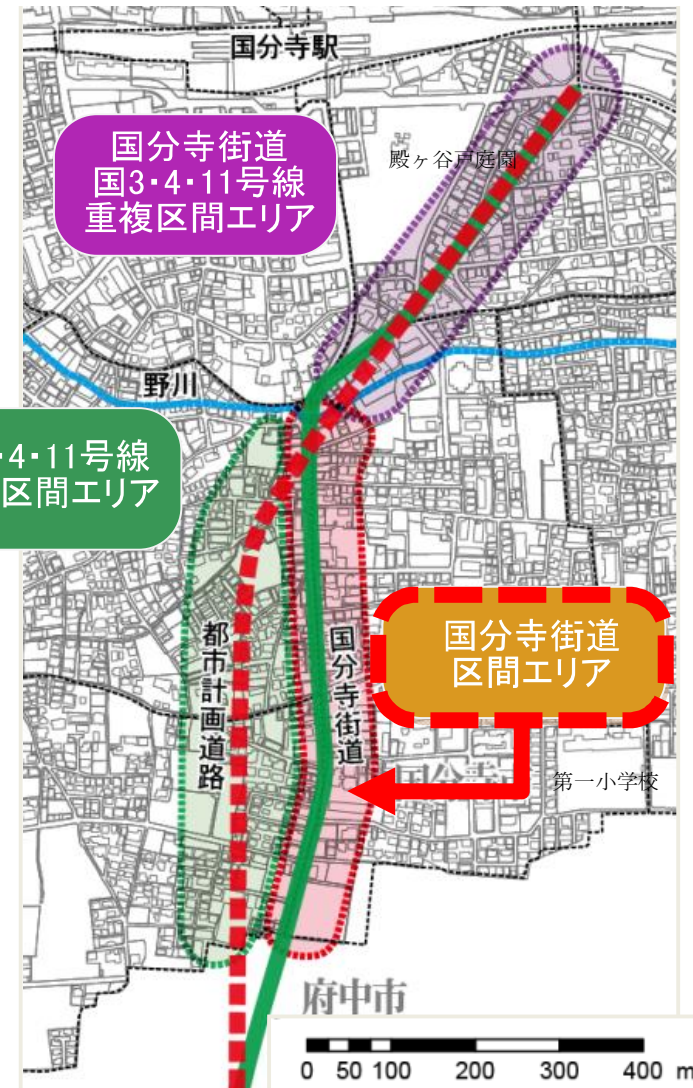 国分寺駅
国分寺街道
国3・4・11号線
重複区間エリア
殿ヶ谷戸庭園
野川
・4・11号線
区間エリア
都市計画道路
国分寺街道
国分寺街道
区間エリア
国分寺
第一小学校
府中市
0 50 100 200 300 400 m